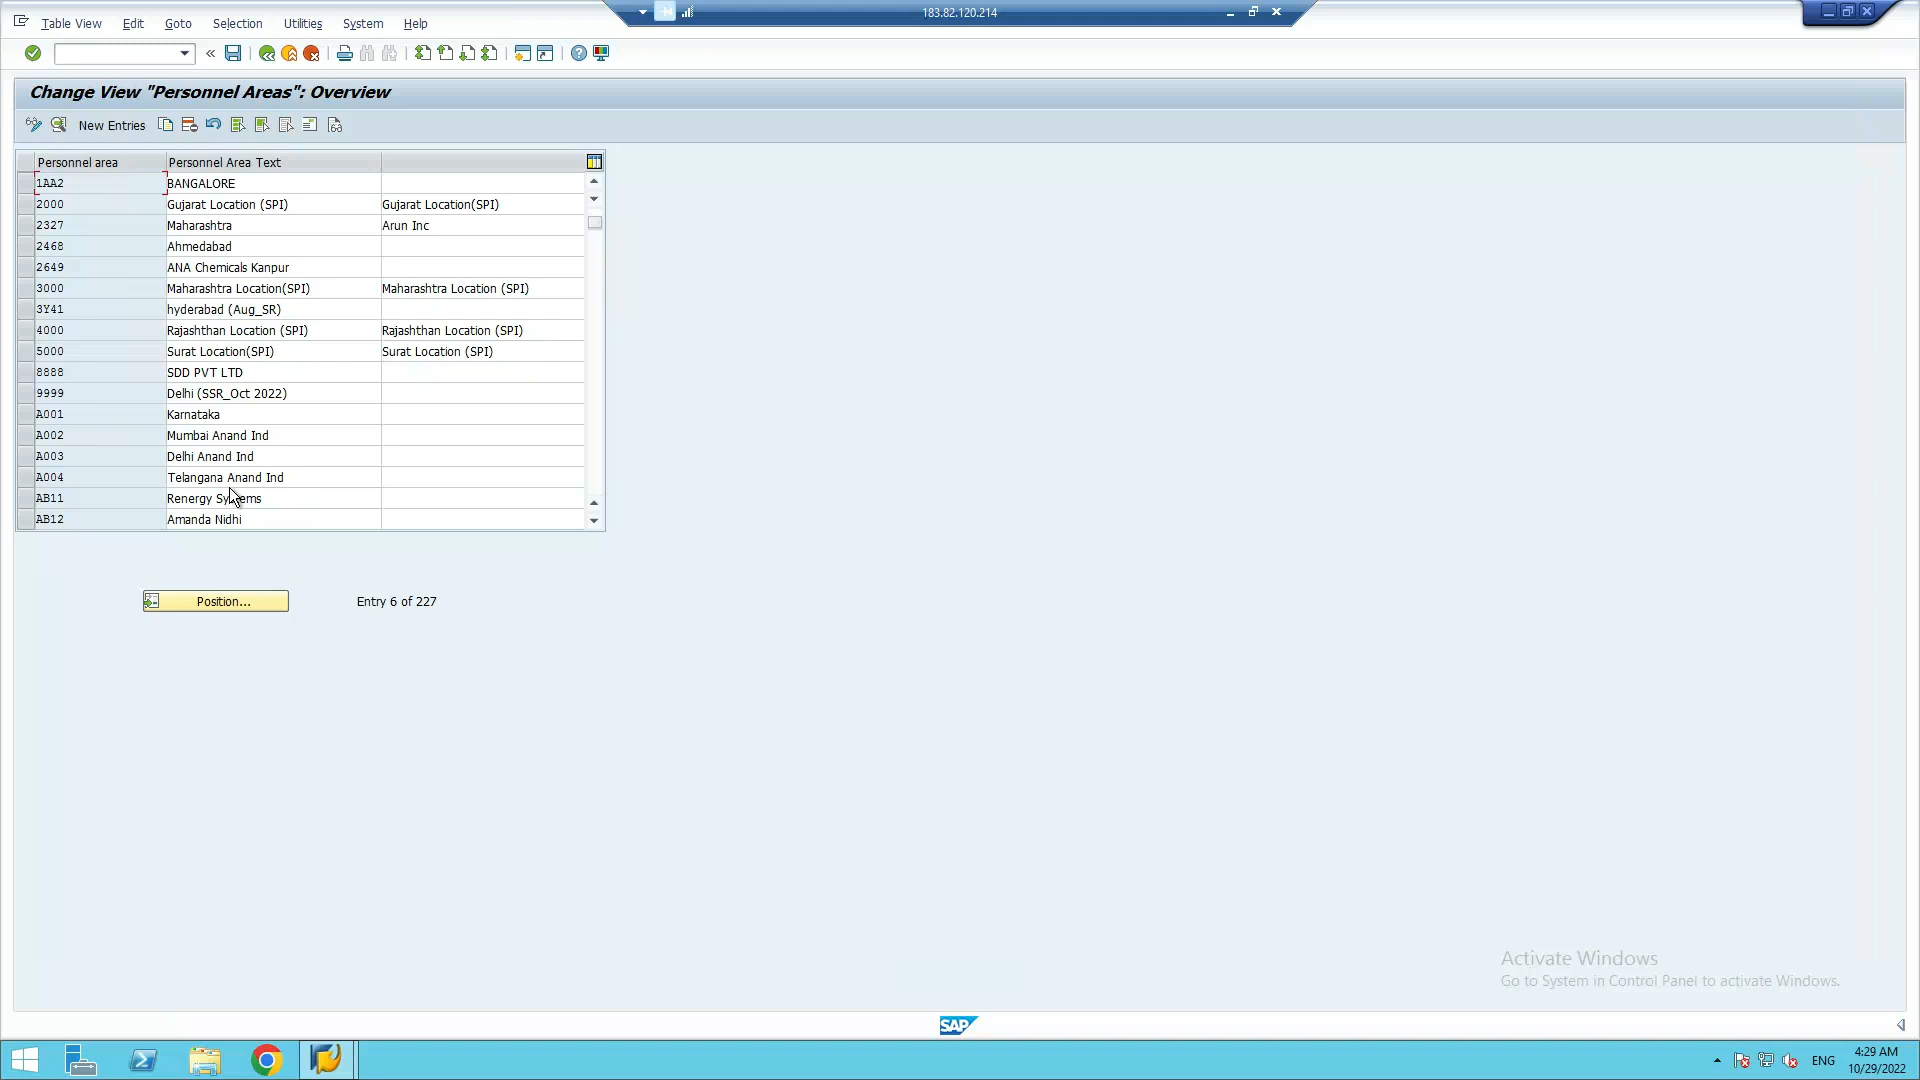 183.82.120.214
Table View Edit Goto Selection Utilities System Help
Change View "Personnel Areas": Overview
New Entries
Personnel area Personnel Area Text
1AA2 BANGALORE
2000 Gujarat Location (SPI) Gujarat Location(SPI)
2327 Maharashtra Arun Inc
2468 Ahmedabad
2649 ANA Chemicals Kanpur
3000 Maharashtra Location(SPI) Maharashtra Location (SPI)
3Y41 hyderabad (Aug_SR)
4000 Rajashthan Location (SPI) Rajashthan Location (SPI)
5000 Surat Location(SPI) Surat Location (SPI)
8888 SDD PVT LTD
9999 Delhi (SSR_Oct 2022)
A001 Karnataka
A002 Mumbai Anand Ind
A003 Delhi Anand Ind
A004 Telangana Anand Ind
AB11 Renergy Systems
AB12 Amanda Nidhi
Position... Entry 6 of 227
Activate Windows
Go to System in Control Panel to activate Windows.
SAP
ENG
4:29 AM
10/29/2022